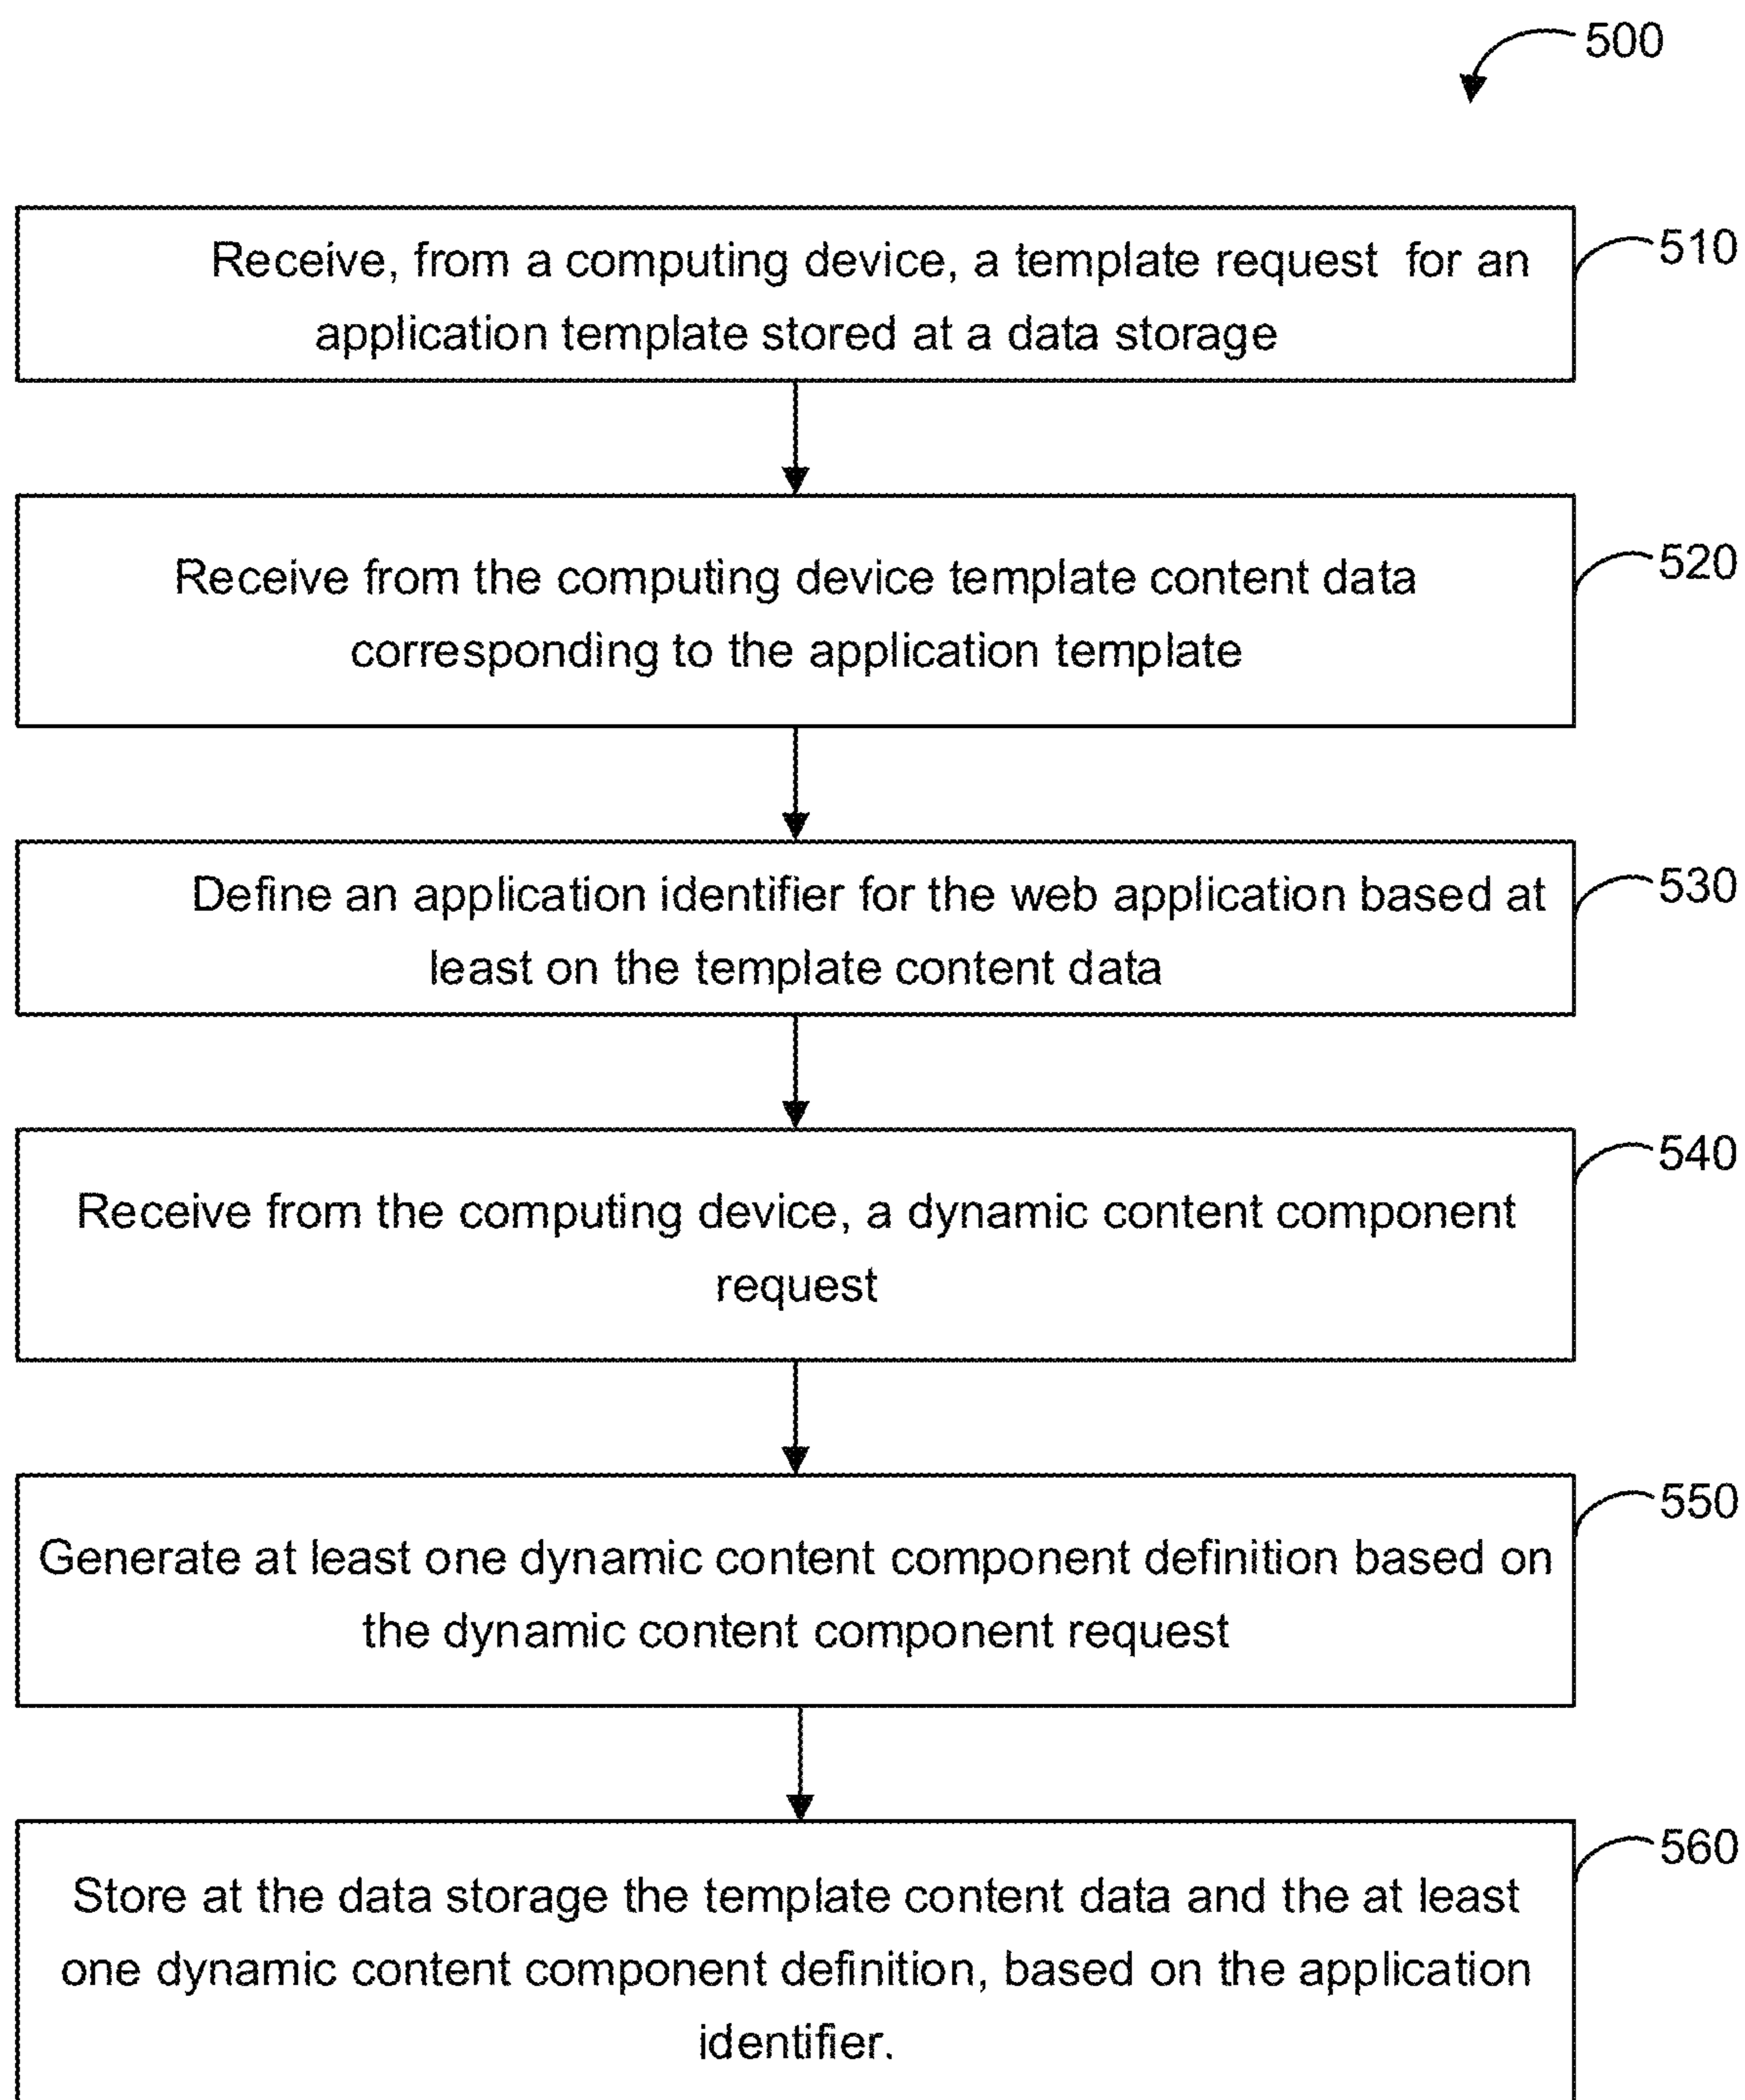 500
Receive, from a computing device, a template request for an
application template stored at a data storage
510
Receive from the computing device template content data
corresponding to the application template
520
Define an application identifier for the web application based at
least on the template content data
530
Receive from the computing device, a dynamic content component
request
540
Generate at least one dynamic content component definition based on
the dynamic content component request
550
Store at the data storage the template content data and the at least
one dynamic content component definition, based on the application
identifier.
560